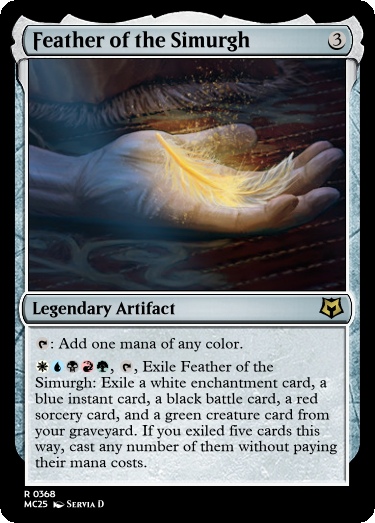 Feather of the Simurgh 3
Legendary Artifact
: Add one mana of any color.
, , Exile Feather of the
Simurgh: Exile a white enchantment card, a
blue instant card, a black battle card, a red
sorcery card, and a green creature card from
your graveyard. If you exiled five cards this
way, cast any number of them without paying
their mana costs.
R 0368
MC25 Servia D